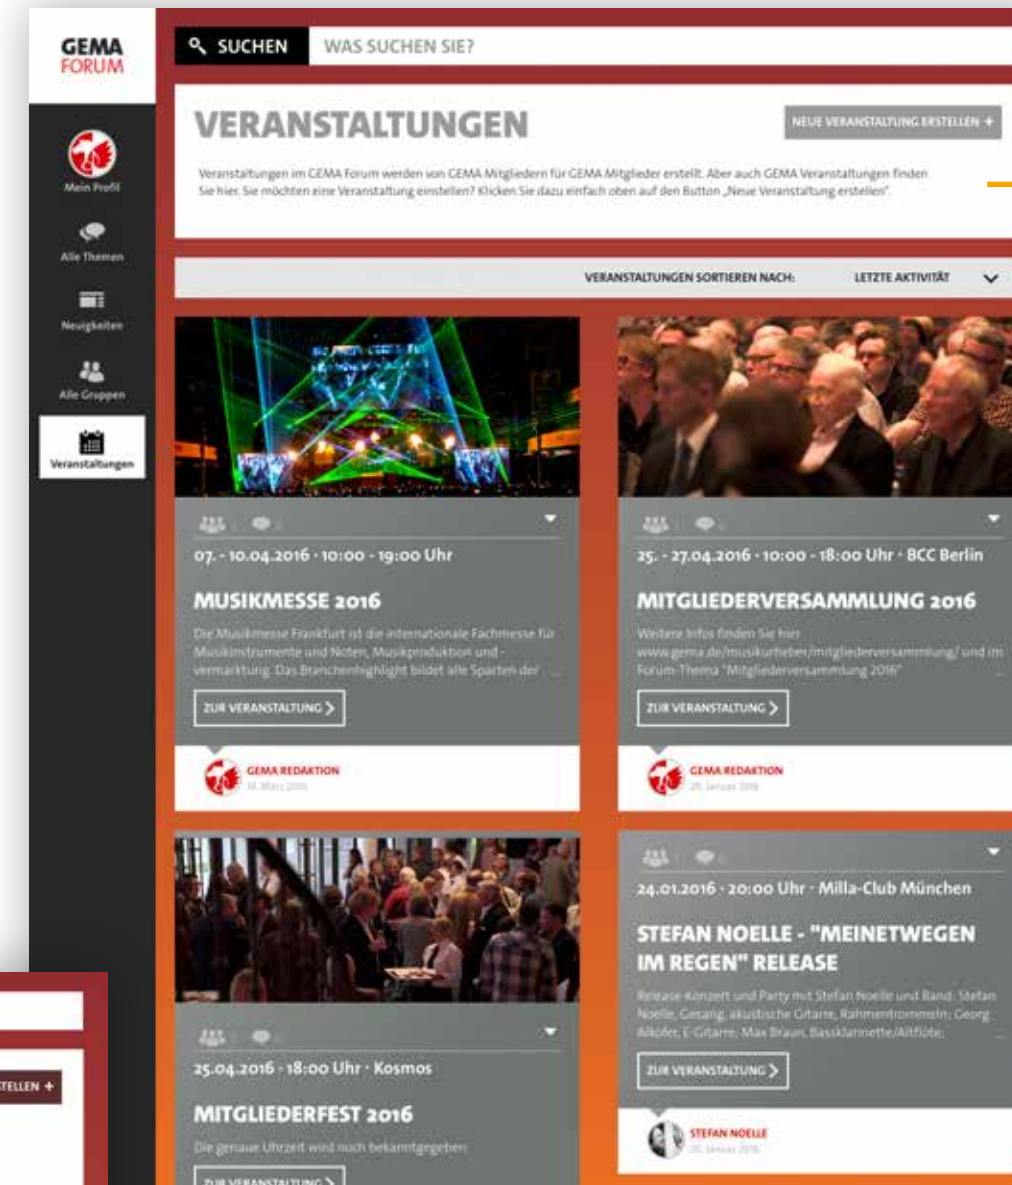 GEMA
FORUM
SUCHEN
WAS SUCHEN SIE?
Mein Profil
Alle Themen
Neuigkeiten
Alle Gruppen
Veranstaltungen
VERANSTALTUNGEN
NEUE VERANSTALTUNG ERSTELLEN +
Veranstaltungen im GEMA Forum werden von GEMA Mitgliedern für GEMA Mitglieder erstellt. Aber auch GEMA Veranstaltungen finden
Sie hier. Sie möchten eine Veranstaltung einstellen? Klicken Sie dazu einfach oben auf den Button „Neue Veranstaltung erstellen“.
VERANSTALTUNGEN SORTIEREN NACH:
LETZTE AKTIVITÄT
07. - 10.04.2016 · 10:00 - 19:00 Uhr
MUSIKMESSE 2016
Die Musikmesse Frankfurt ist die internationale Fachmesse für
Musikinstrumente und Noten, Musikproduktion und -
vermarktung. Das Branchenhighlight bildet alle Sparten der ...
ZUR VERANSTALTUNG
GEMA REDAKTION
März 2016
25. - 27.04.2016 · 10:00 - 18:00 Uhr · BCC Berlin
MITGLIEDERVERSAMMLUNG 2016
Weitere Infos finden Sie hier
www.gema.de/musikurheber/mitgliederversammlung/ und im
Forum-Thema "Mitgliederversammlung 2016" ...
ZUR VERANSTALTUNG
GEMA REDAKTION
Januar 2016
25.04.2016 · 18:00 Uhr · Kosmos
MITGLIEDERFEST 2016
Die genaue Uhrzeit wird noch bekanntgegeben
ZUR VERANSTALTUNG
24.01.2016 · 20:00 Uhr · Milla-Club München
STEFAN NOELLE - "MEINETWEGEN
IM REGEN" RELEASE
Release-Konzert und Party mit Stefan Noelle und Band: Stefan
Noelle, Gesang, akustische Gitarre, Rahmentrommeln; Georg
E-Gitarre; Max Braun, Bassklarinette/Altflöte; ...
ZUR VERANSTALTUNG
STEFAN NOELLE
Januar 2016
STELLEN +